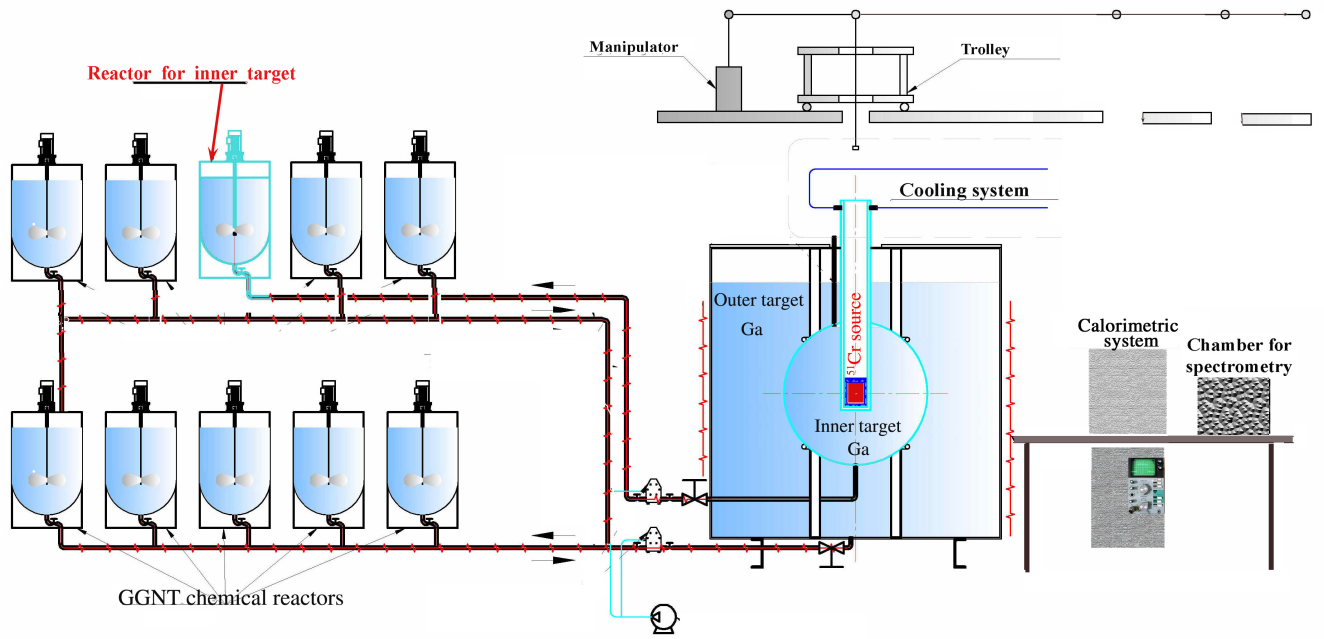 Manipulator
Trolley
Reactor for inner target
Cooling system
Outer target
Ga
⁵¹Cr source
Inner target
Ga
Calorimetric
system
Chamber for
spectrometry
GGNT chemical reactors